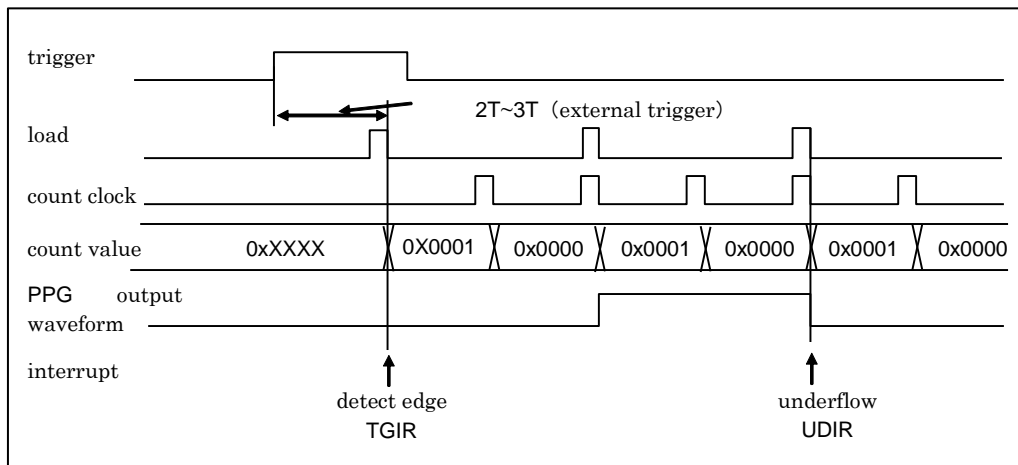 trigger
2T~3T（external trigger）
load
count clock
count value 0xXXXX 0X0001 0x0000 0x0001 0x0000 0x0001 0x0000
PPG output
waveform
interrupt
detect edge underflow
TGIR UDIR